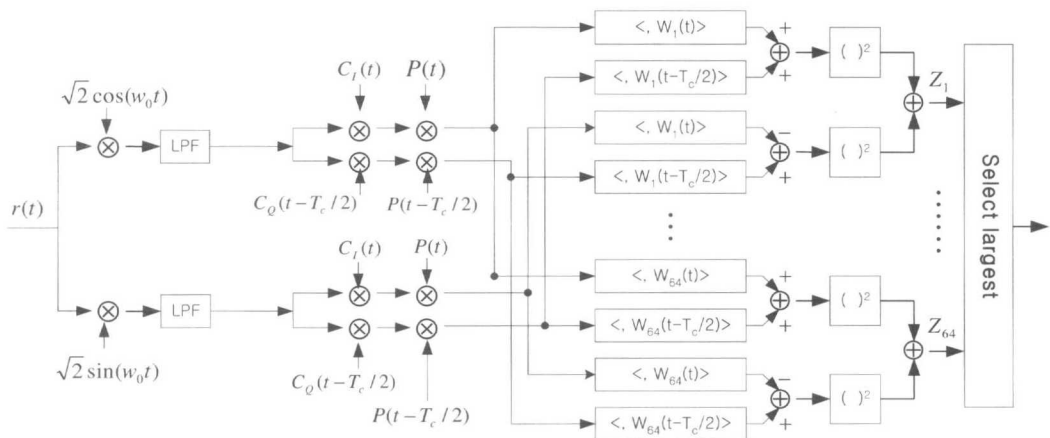 r(t)
√2 cos(w₀t)
LPF
C_I(t)
P(t)
C_Q(t−T_c/2)
P(t−T_c/2)
√2 sin(w₀t)
LPF
C_I(t)
P(t)
C_Q(t−T_c/2)
P(t−T_c/2)
<, W₁(t)>
+
<, W₁(t−T_c/2)>
+
( )²
<, W₁(t)>
−
<, W₁(t−T_c/2)>
+
( )²
Z₁
<, W₆₄(t)>
+
<, W₆₄(t−T_c/2)>
+
( )²
<, W₆₄(t)>
−
<, W₆₄(t−T_c/2)>
+
( )²
Z₆₄
Select largest